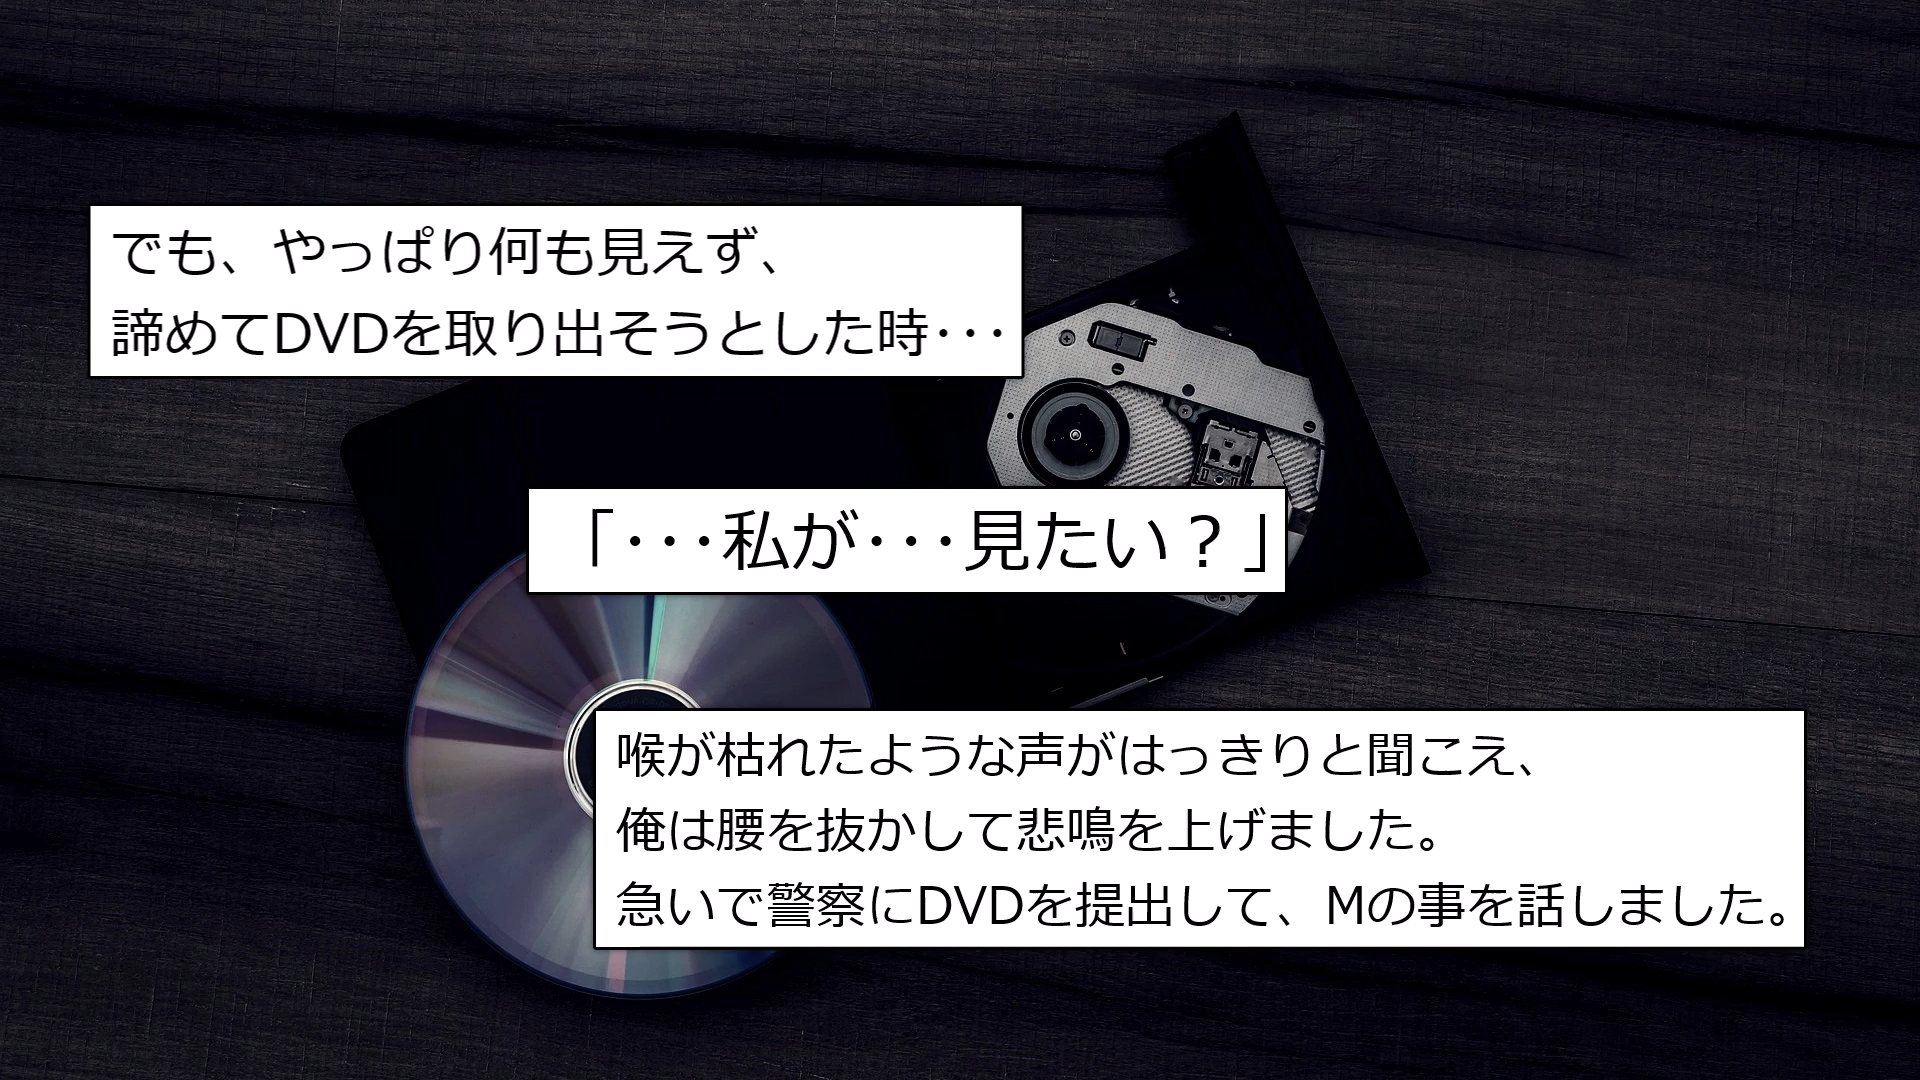 でも、やっぱり何も見えず、
諦めてDVDを取り出そうとした時･･･
「･･･私が･･･見たい？」
喉が枯れたような声がはっきりと聞こえ、
俺は腰を抜かして悲鳴を上げました。
急いで警察にDVDを提出して、Mの事を話しました。